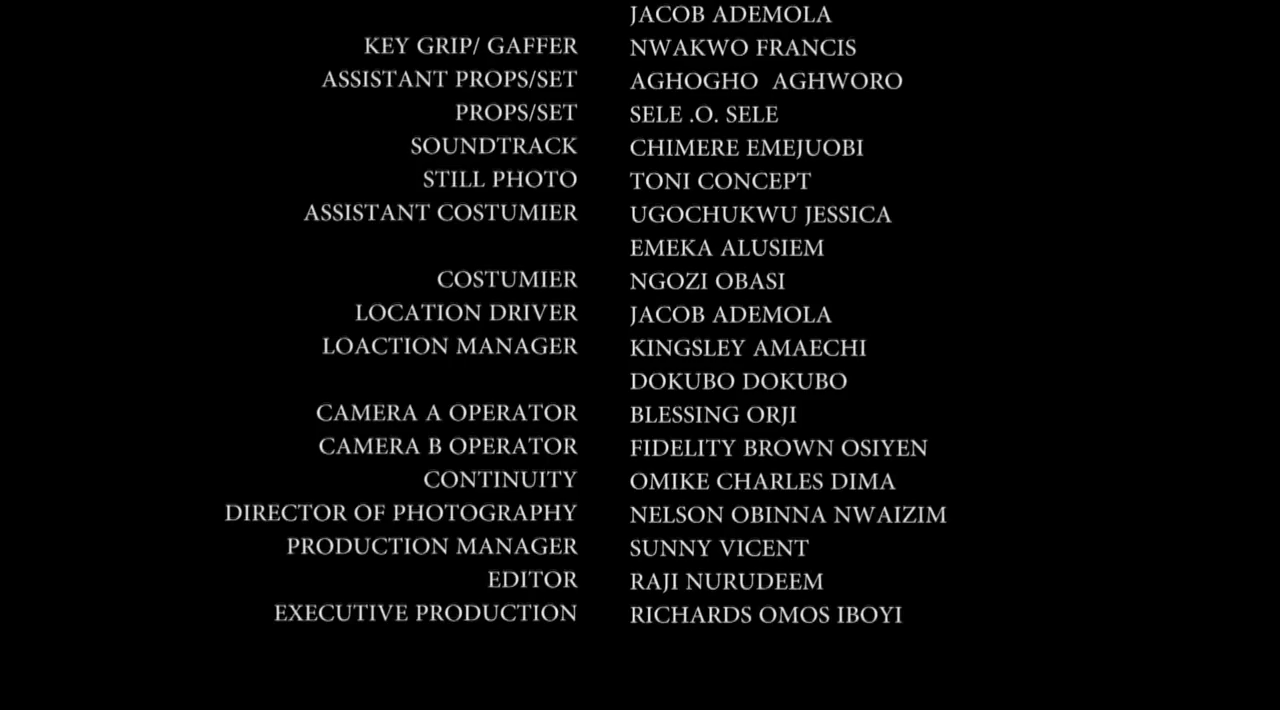 JACOB ADEMOLA
KEY GRIP/ GAFFER NWAKWO FRANCIS
ASSISTANT PROPS/SET AGHOGHO AGHWORO
PROPS/SET SELE .O. SELE
SOUNDTRACK CHIMERE EMEJUOBI
STILL PHOTO TONI CONCEPT
ASSISTANT COSTUMIER UGOCHUKWU JESSICA
EMEKA ALUSIEM
COSTUMIER NGOZI OBASI
LOCATION DRIVER JACOB ADEMOLA
LOACTION MANAGER KINGSLEY AMAECHI
DOKUBO DOKUBO
CAMERA A OPERATOR BLESSING ORJI
CAMERA B OPERATOR FIDELITY BROWN OSIYEN
CONTINUITY OMIKE CHARLES DIMA
DIRECTOR OF PHOTOGRAPHY NELSON OBINNA NWAIZIM
PRODUCTION MANAGER SUNNY VICENT
EDITOR RAJI NURUDEEM
EXECUTIVE PRODUCTION RICHARDS OMOS IBOYI